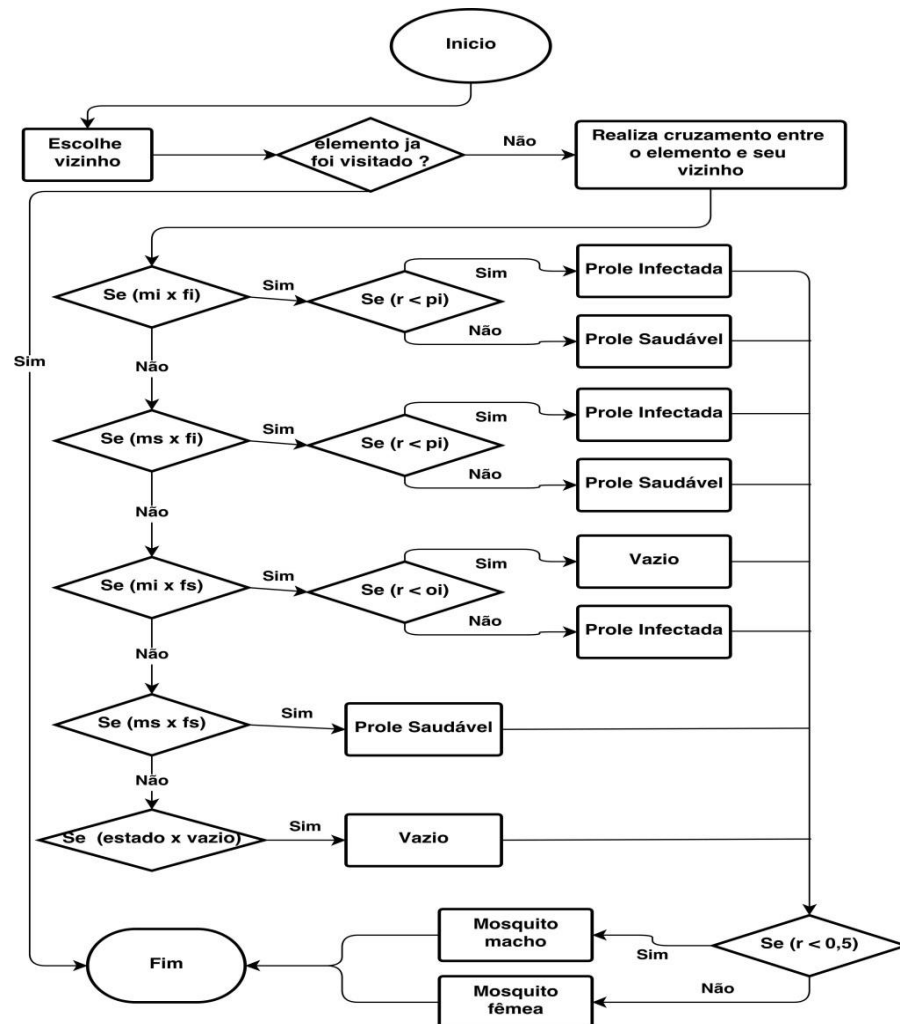 Inicio
Escolhe
vizinho
elemento ja
foi visitado ?
Não
Realiza cruzamento entre
o elemento e seu
vizinho
Sim
Se (mi x fi)
Sim
Se (r < pi)
Sim
Prole Infectada
Não
Prole Saudável
Não
Se (ms x fi)
Sim
Se (r < pi)
Sim
Prole Infectada
Não
Prole Saudável
Não
Se (mi x fs)
Sim
Se (r < oi)
Sim
Vazio
Não
Prole Infectada
Não
Se (ms x fs)
Sim
Prole Saudável
Não
Se (estado x vazio)
Sim
Vazio
Se (r < 0,5)
Sim
Mosquito
macho
Não
Mosquito
fêmea
Fim